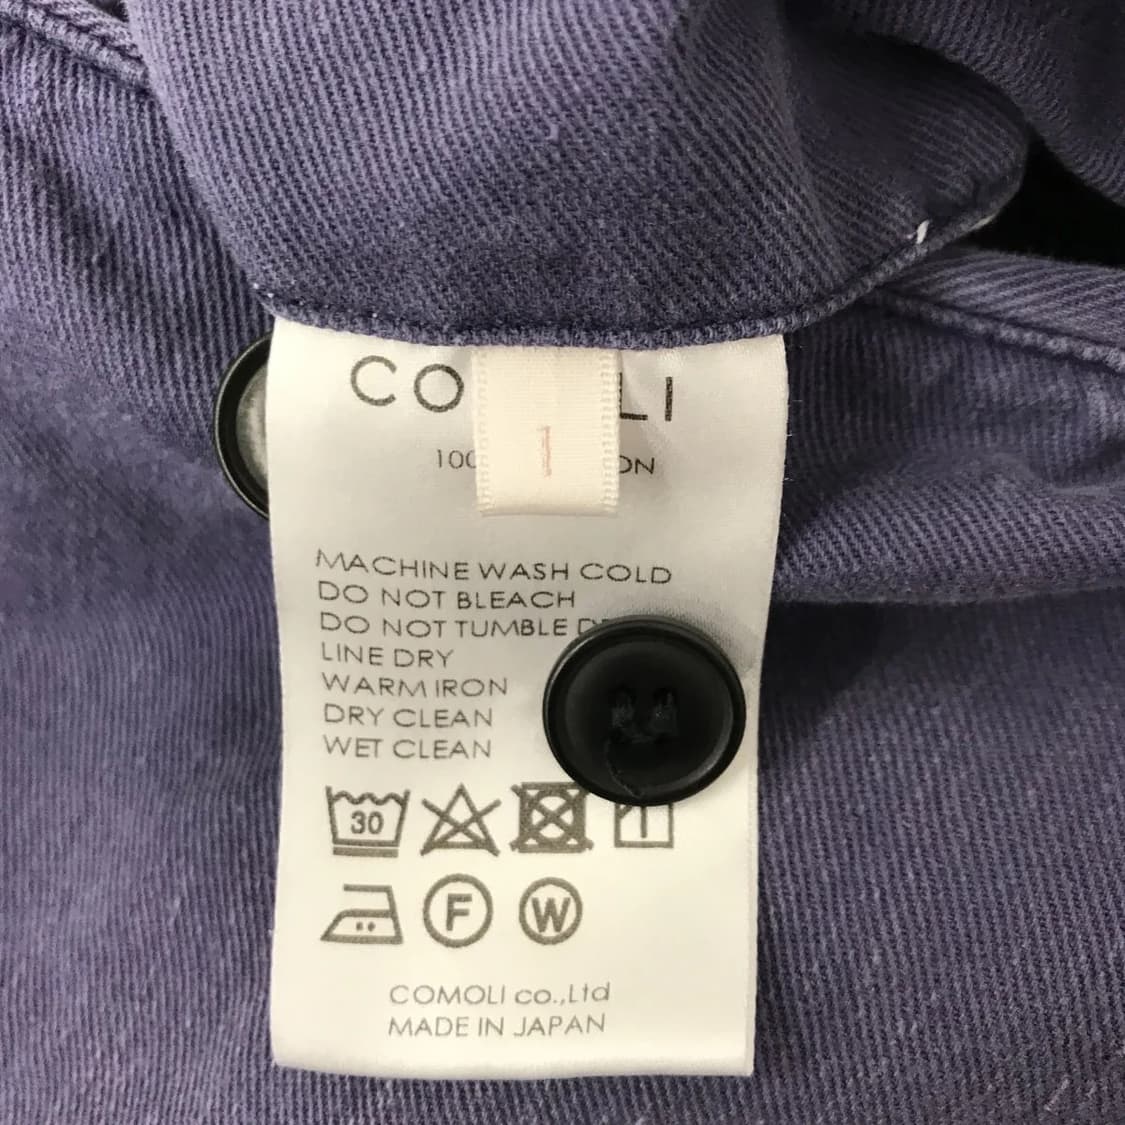 CO LI
1
100 ON
MACHINE WASH COLD
DO NOT BLEACH
DO NOT TUMBLE D
LINE DRY
WARM IRON
DRY CLEAN
WET CLEAN
30
F W
COMOLI co.,Ltd
MADE IN JAPAN